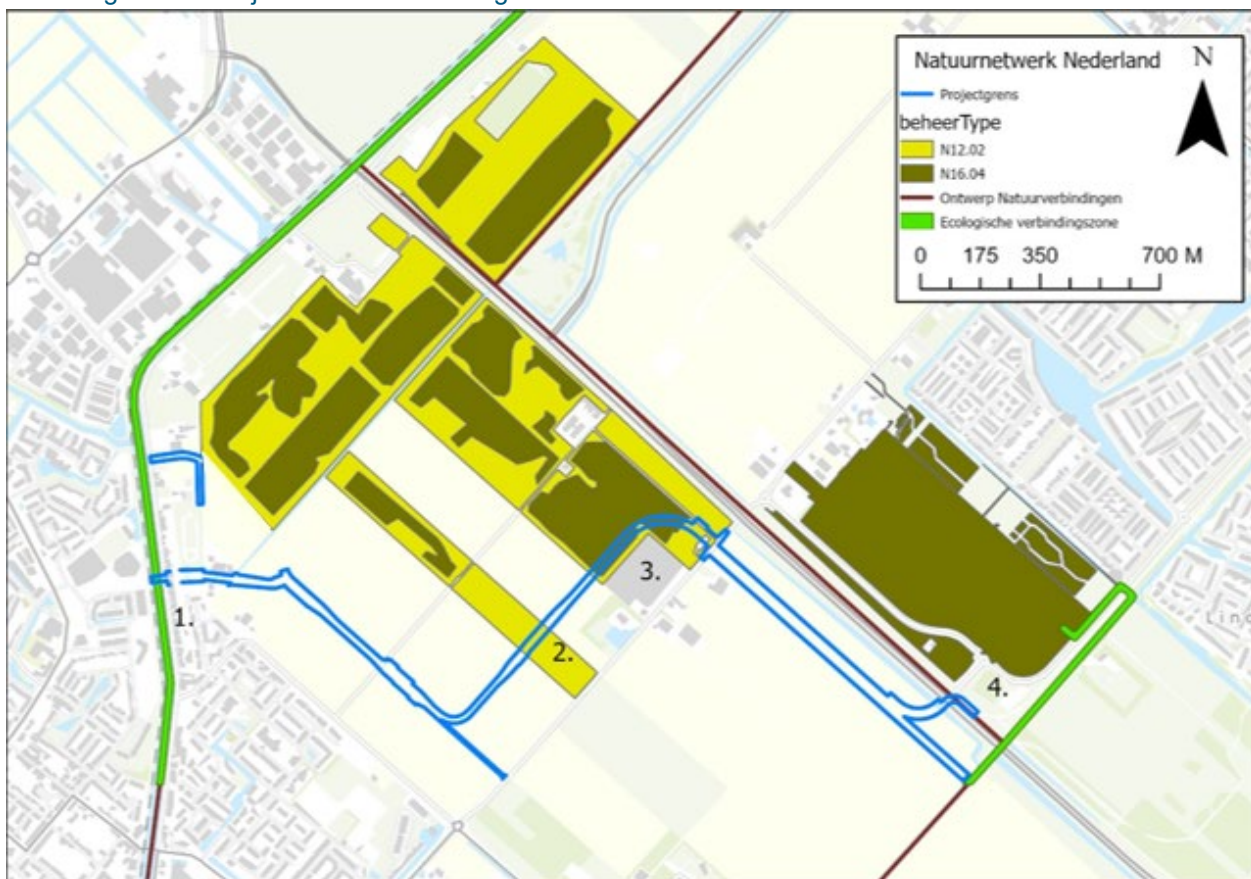 Natuurnetwerk Nederland
N
Projectgrens
beheerType
N12.02
N16.04
Ontwerp Natuurverbindingen
Ecologische verbindingszone
0 175 350 700 M
1.
2.
3.
4.